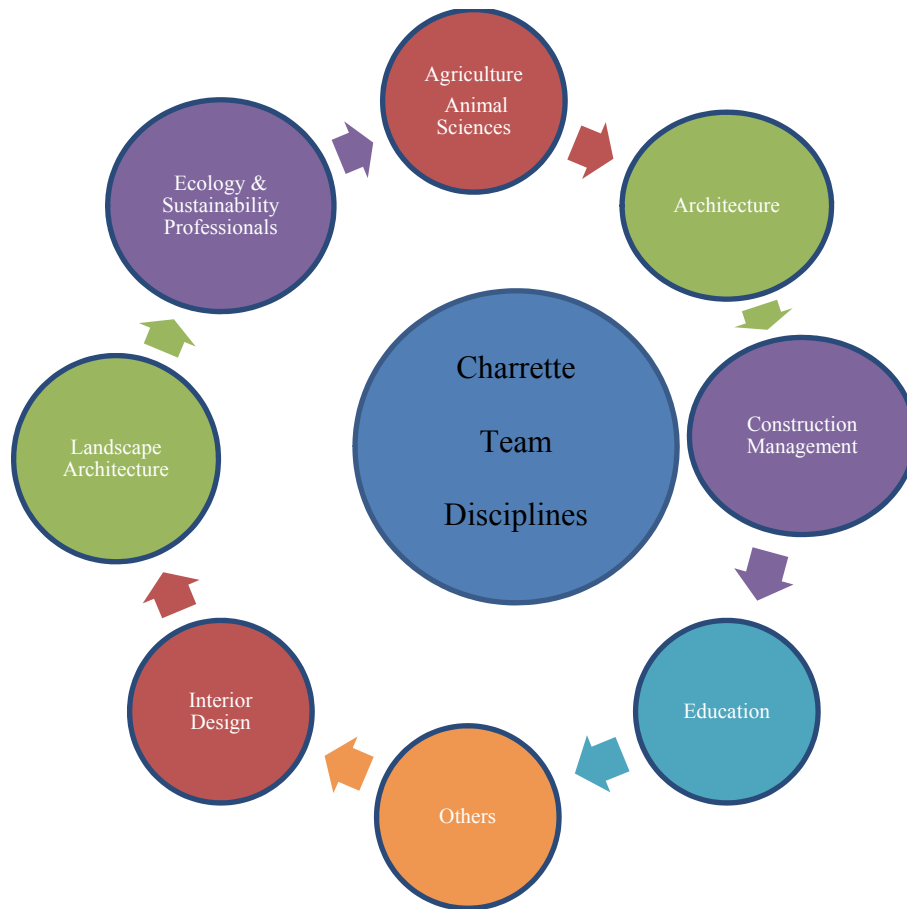 Agriculture
Animal
Sciences
Architecture
Construction
Management
Education
Others
Interior
Design
Landscape
Architecture
Ecology &
Sustainability
Professionals
Charrette
Team
Disciplines